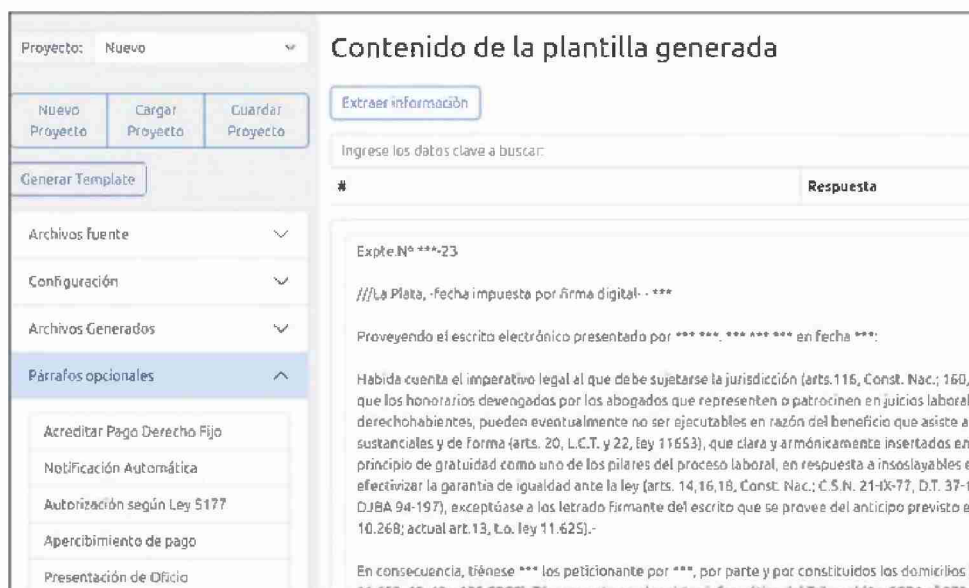 Proyecto: Nuevo
Nuevo Proyecto
Cargar Proyecto
Guardar Proyecto
Generar Template
Archivos fuente
Configuración
Archivos Generados
Párrafos opcionales
Acreditar Pago Derecho Fijo
Notificación Automática
Autorización según Ley 5177
Apercibimiento de pago
Presentación de Oficio
Contenido de la plantilla generada
Extraer información
Ingrese los datos clave a buscar:
# Respuesta
Expte.Nº ***-23
///La Plata, -fecha impuesta por firma digital- - ***
Proveyendo el escrito electrónico presentado por *** ***. *** *** *** en fecha ***:
Habida cuenta el imperativo legal al que debe sujetarse la jurisdicción (arts.116, Const. Nac.; 160,
que los honorarios devengados por los abogados que representen o patrocinen en juicios laboral
derechohabientes, pueden eventualmente no ser ejecutables en razón del beneficio que asiste a
sustanciales y de forma (arts. 20, L.C.T. y 22, ley 11653), que clara y armónicamente insertados en
principio de gratuidad como uno de los pilares del proceso laboral, en respuesta a insoslayables e
efectivizar la garantía de igualdad ante la ley (arts. 14,16,18, Const. Nac.; C.S.N. 21-IX-77, D.T. 37-1
DJBA 94-197), exceptúase a los letrado firmante del escrito que se provee del anticipo previsto e
10.268; actual art.13, t.o. ley 11.625).-
En consecuencia, tiénese *** los peticionante por ***, por parte y por constituidos los domicilios